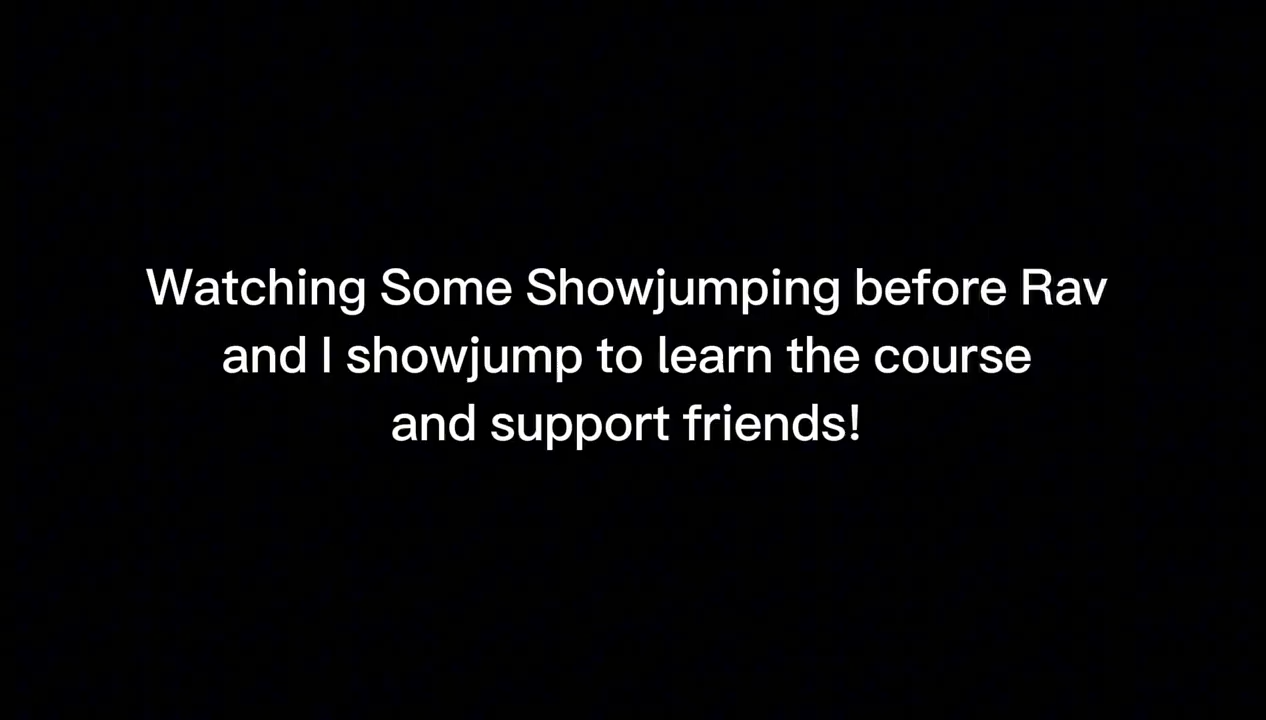 Watching Some Showjumping before Rav
and I showjump to learn the course
and support friends!